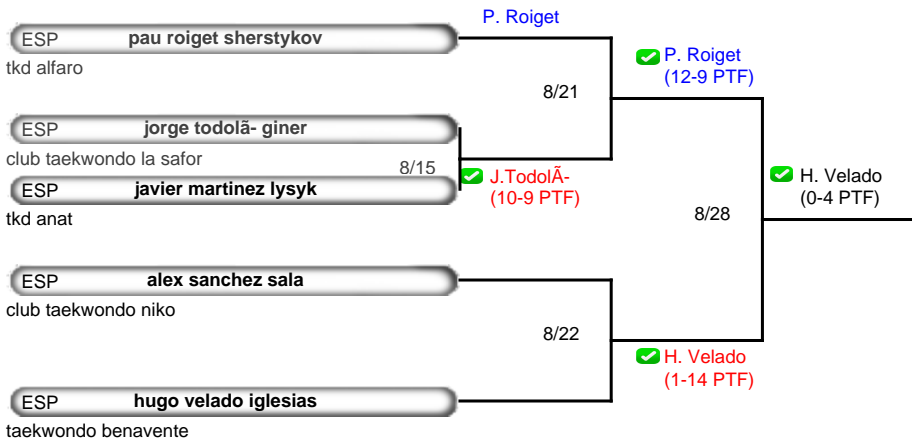 P. Roiget
ESP pau roiget sherstykov
tkd alfaro
P. Roiget
(12-9 PTF)
8/21
ESP jorge todolã- giner
club taekwondo la safor
8/15
J.TodolÃ-
(10-9 PTF)
ESP javier martinez lysyk
tkd anat
H. Velado
(0-4 PTF)
8/28
ESP alex sanchez sala
club taekwondo niko
8/22
H. Velado
(1-14 PTF)
ESP hugo velado iglesias
taekwondo benavente